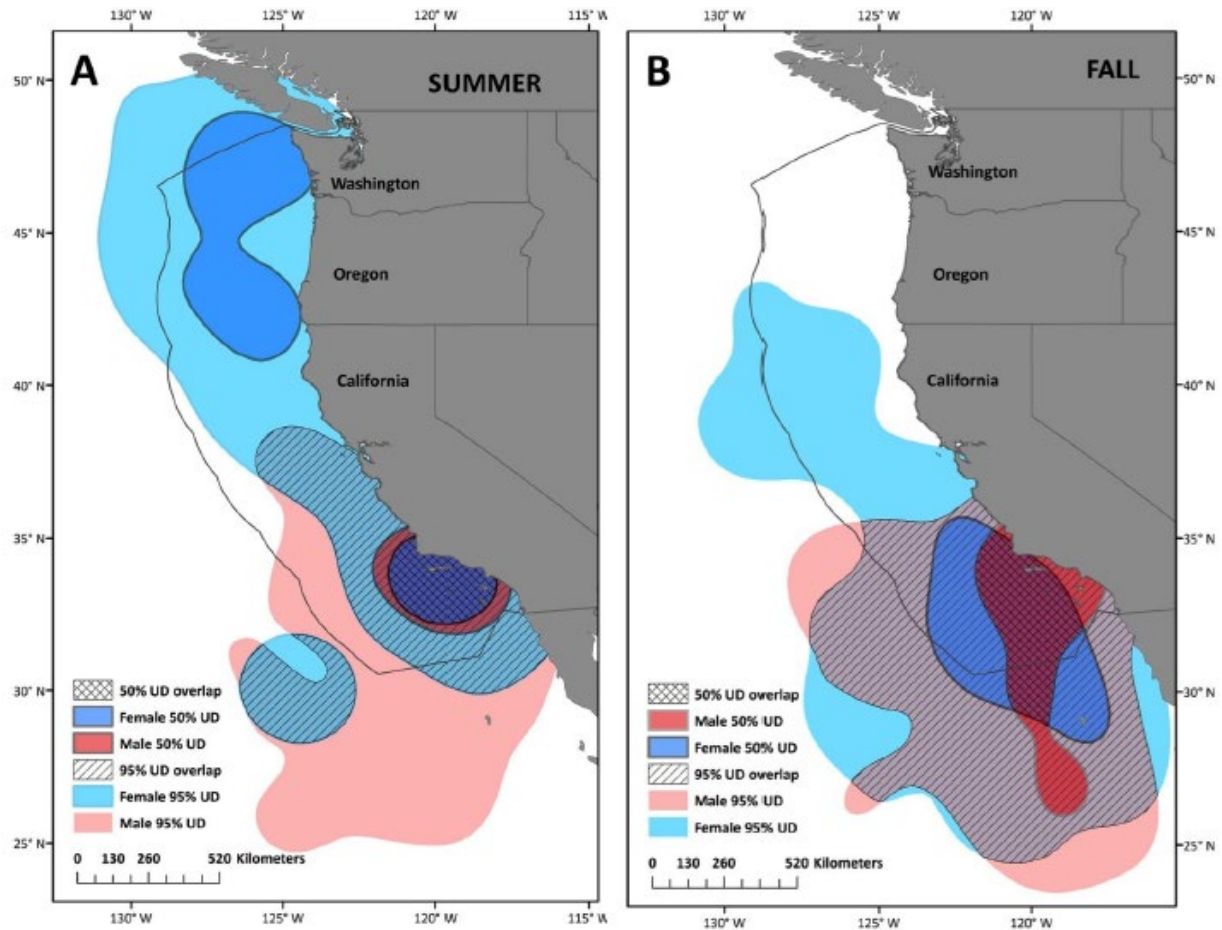 130° W 125° W 120° W
A
SUMMER
50° N
45° N
40° N
35° N
30° N
25° N
Washington
Oregon
California
50% UD overlap
Female 50% UD
Male 50% UD
95% UD overlap
Female 95% UD
Male 95% UD
0 130 260 520 Kilometers
130° W 125° W 120° W 115° W
130° W 125° W 120° W
B
FALL
50° N
45° N
40° N
35° N
30° N
25° N
Washington
Oregon
California
50% UD overlap
Male 50% UD
Female 50% UD
95% UD overlap
Male 95% UD
Female 95% UD
0 130 260 520 Kilometers
130° W 125° W 120° W